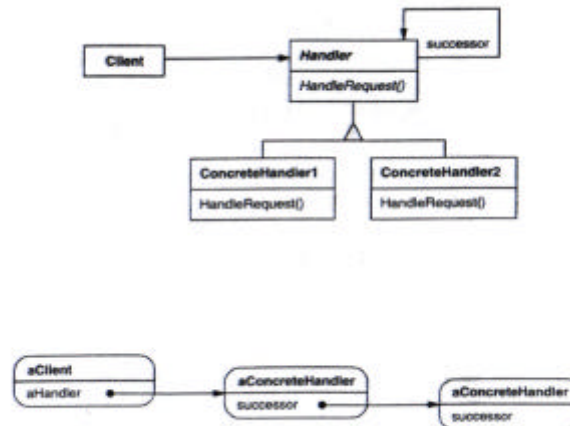 successor
Client
Handler
HandleRequest()
ConcreteHandler1
HandleRequest()
ConcreteHandler2
HandleRequest()
aClient
aHandler
aConcreteHandler
successor
aConcreteHandler
successor